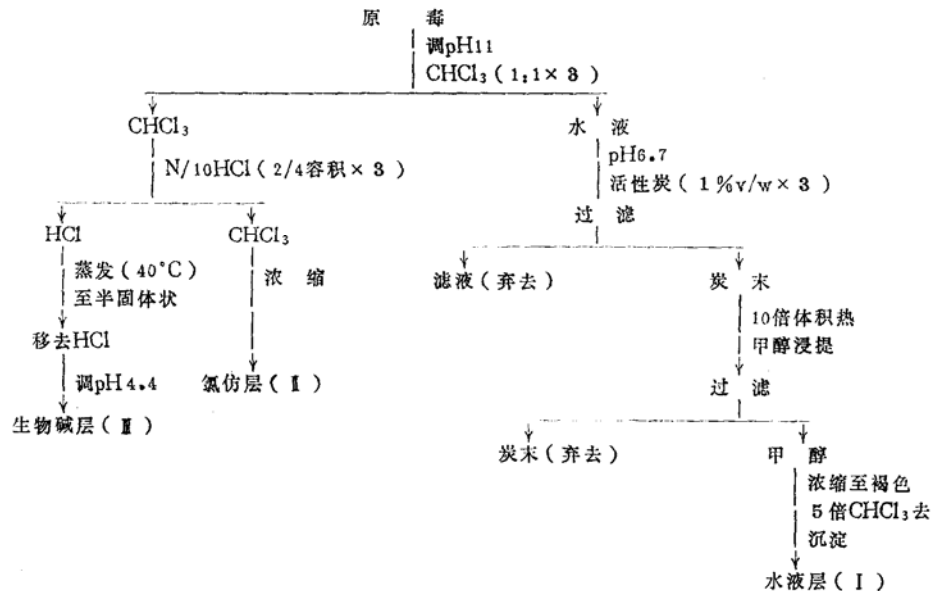 原 毒
调pH11
CHCl₃(1:1×3)
CHCl₃
水 液
N/10HCl(2/4容积×3)
pH6.7
活性炭(1%v/w×3)
过 滤
HCl
CHCl₃
蒸发(40°C)
至半固体状
浓 缩
滤液(弃去)
炭 末
移去HCl
10倍体积热
甲醇浸提
调pH4.4
氯仿层(Ⅱ)
过 滤
生物碱层(Ⅲ)
炭末(弃去)
甲 醇
浓缩至褐色
5倍CHCl₃去
沉淀
水液层(Ⅰ)